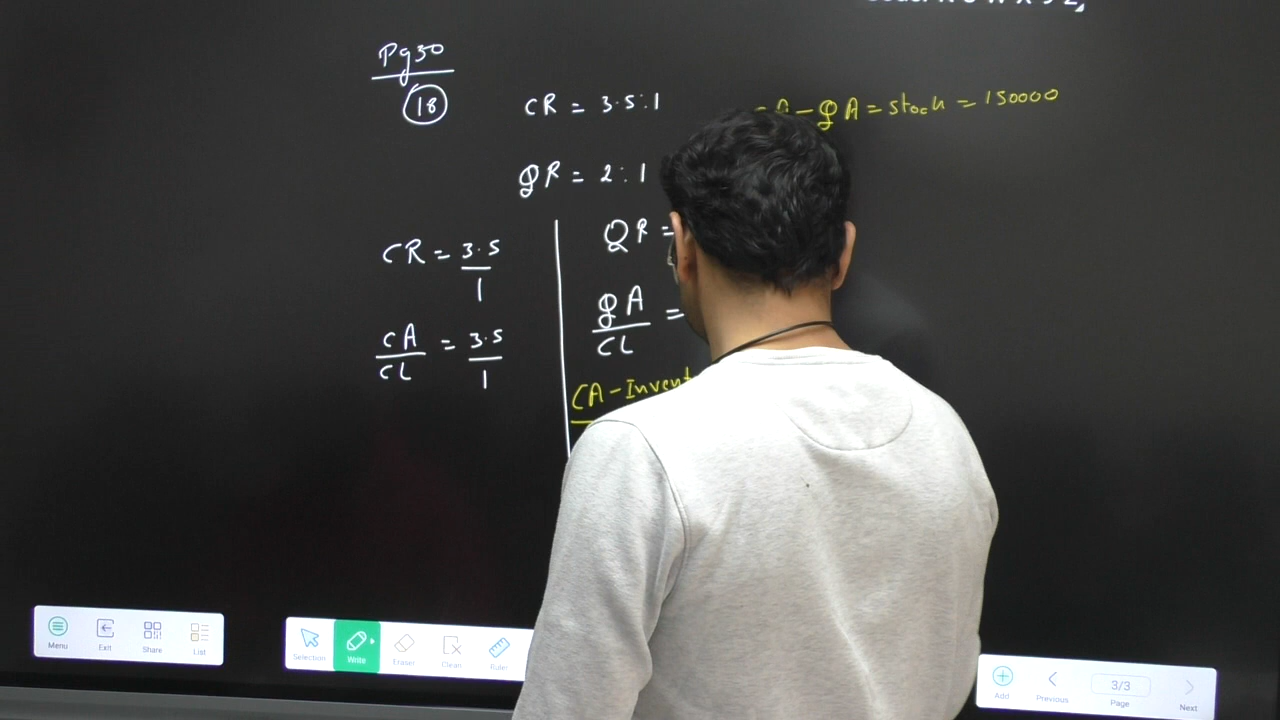 Pg 30
18
CR = 3.5:1
- QA = stock = 150000
QR = 2:1
CR = 3.5/1
QR =
CA/CL = 3.5/1
QA/CL =
CA - Invent
Menu
Exit
Share
List
Selection
Write
Eraser
Clean
Ruler
Add
Previous
3/3
Page
Next